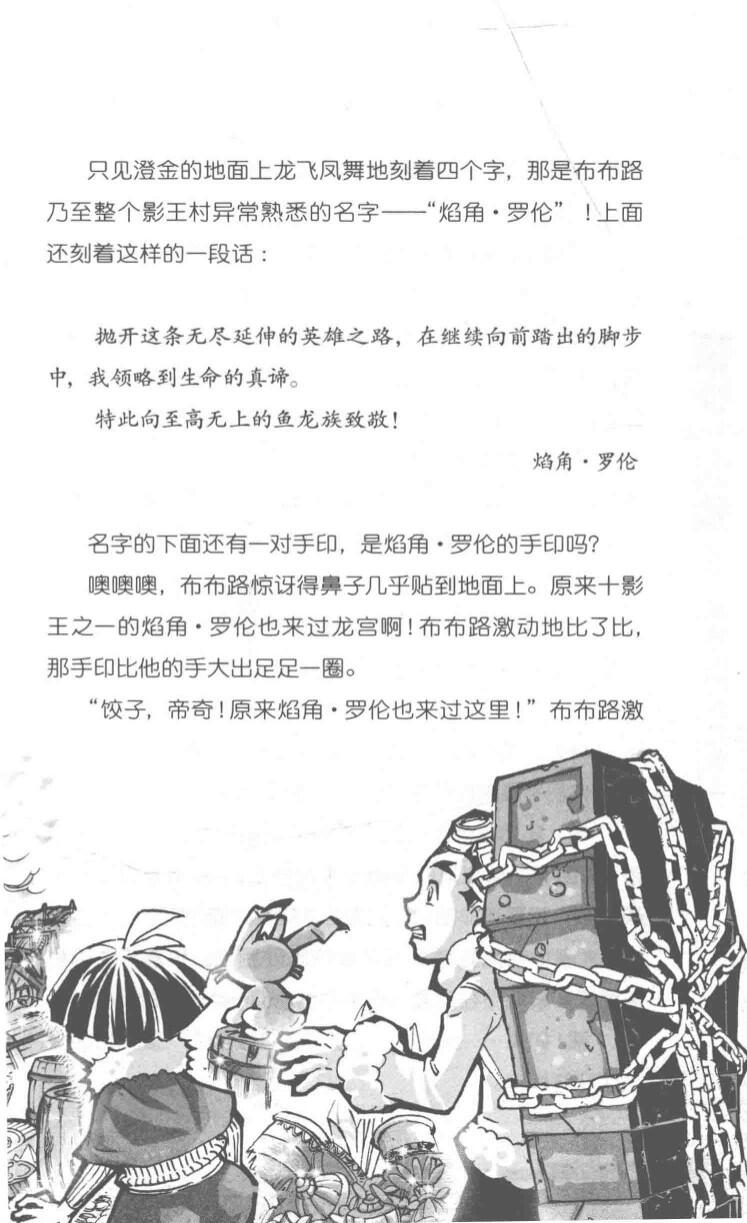 只见澄金的地面上龙飞凤舞地刻着四个字，那是布布路
乃至整个影王村异常熟悉的名字——“焰角·罗伦”！上面
还刻着这样的一段话：
抛开这条无尽延伸的英雄之路，在继续向前踏出的脚步
中，我领略到生命的真谛。
特此向至高无上的鱼龙族致敬！
焰角·罗伦
名字的下面还有一对手印，是焰角·罗伦的手印吗？
噢噢噢，布布路惊讶得鼻子几乎贴到地面上。原来十影
王之一的焰角·罗伦也来过龙宫啊！布布路激动地比了比，
那手印比他的手大出足足一圈。
“饺子，帝奇！原来焰角·罗伦也来过这里！”布布路激